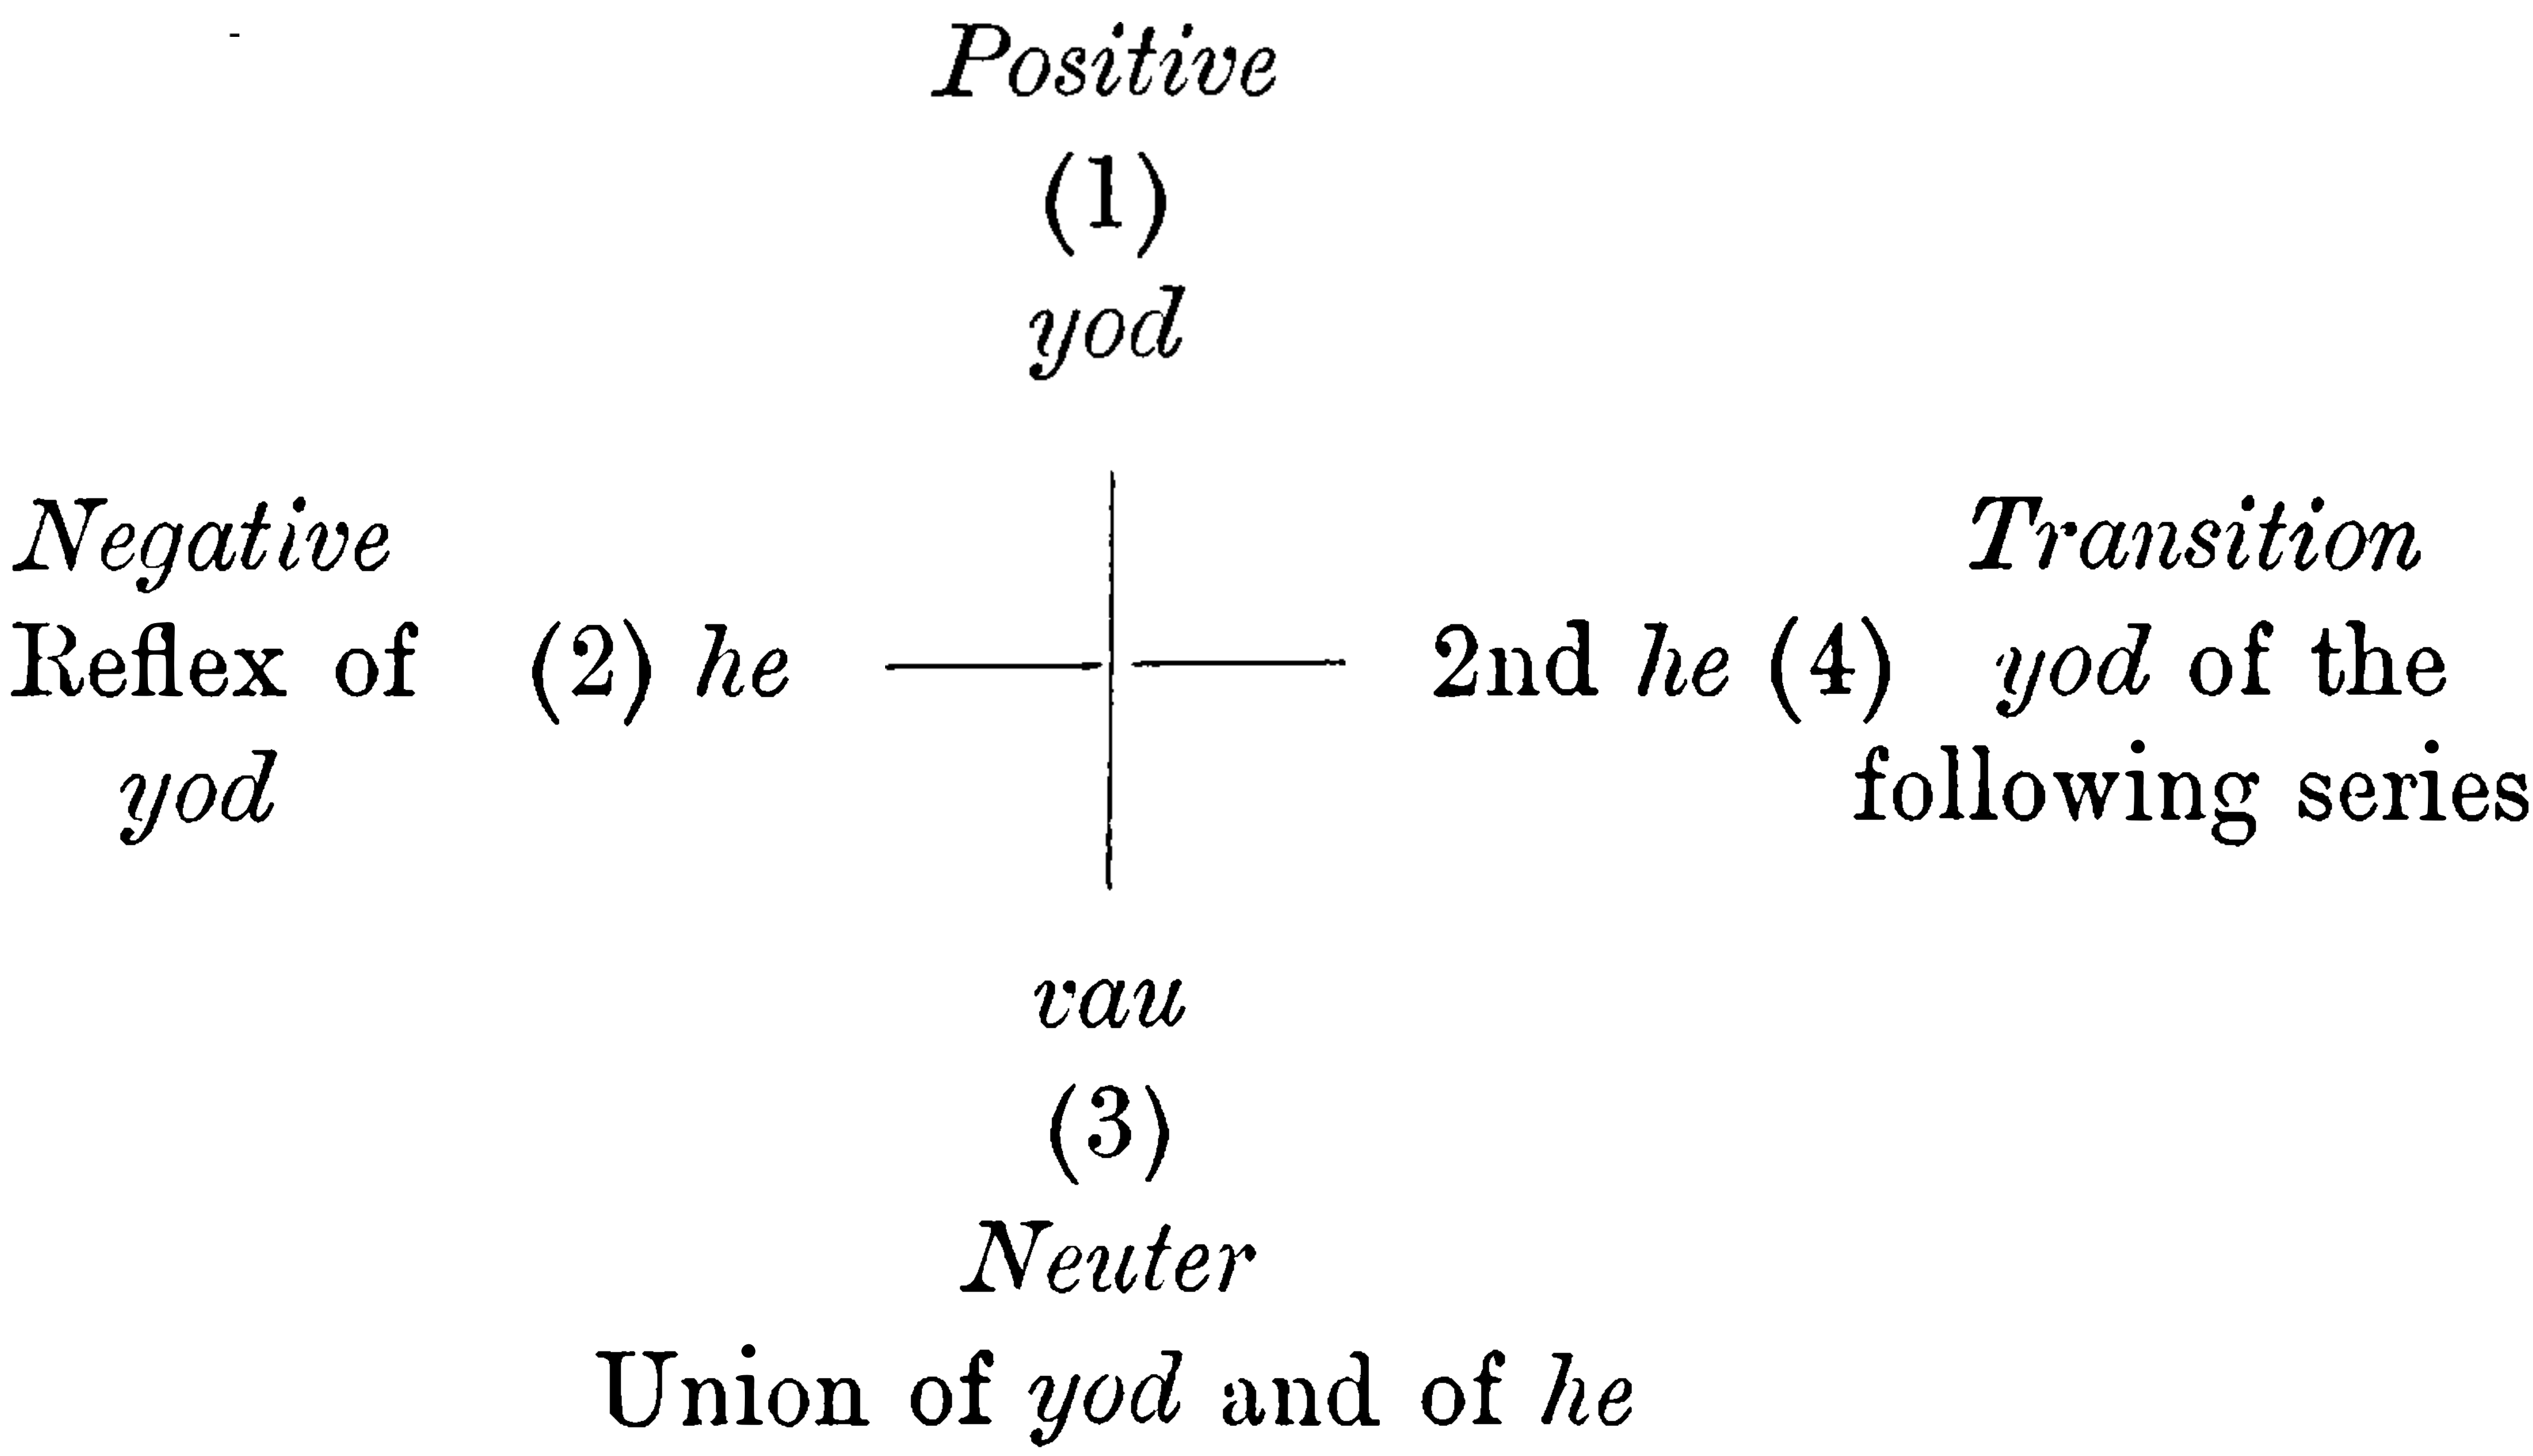 Positive
(1)
yod
Negative
Transition
Reflex of (2) he 2nd he (4) yod of the
yod
following series
vau
(3)
Neuter
Union of yod and of he